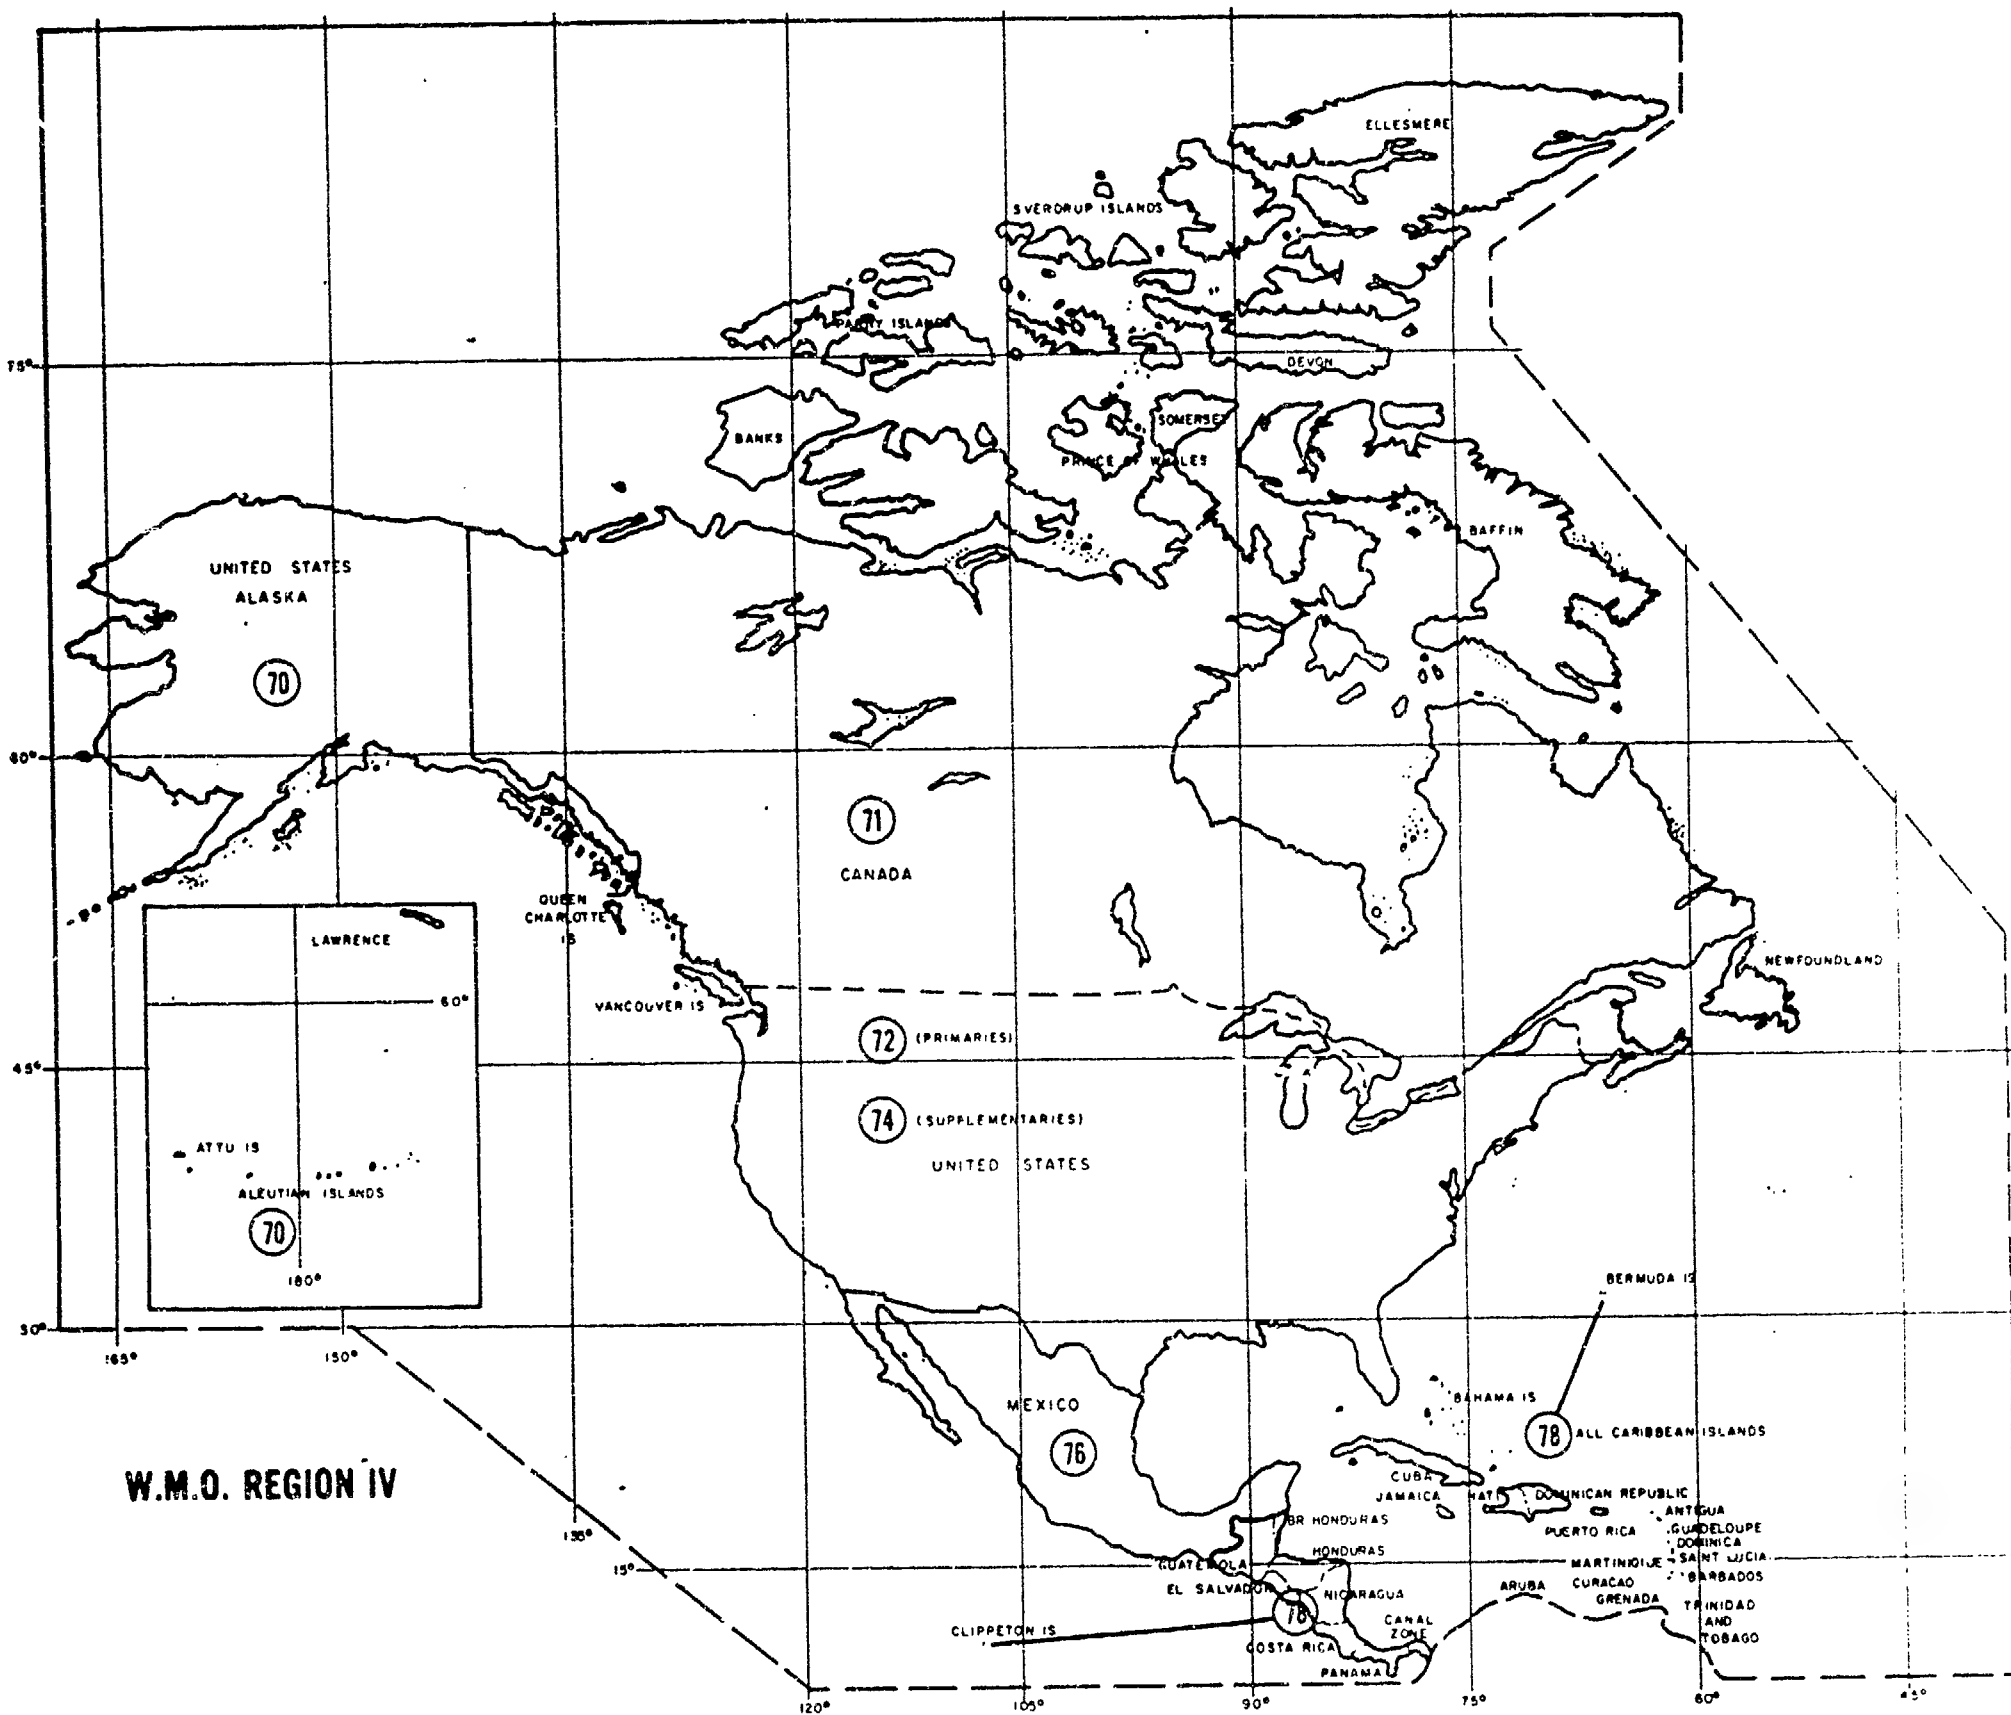 ELLESMERE
SVERDRUP ISLANDS
PARRY ISLANDS
75°
DEVON
SOMERSET
BANKS
PRINCE OF WALES
BAFFIN
UNITED STATES
ALASKA
70
60°
71
CANADA
QUEEN
CHARLOTTE
IS
LAWRENCE
NEWFOUNDLAND
60°
VANCOUVER IS
72 (PRIMARIES)
45°
74 (SUPPLEMENTARIES)
ATTU IS
UNITED STATES
ALEUTIAN ISLANDS
70
180°
BERMUDA IS
30°
165°
150°
BAHAMA IS
MEXICO
78 ALL CARIBBEAN ISLANDS
76
W.M.O. REGION IV
CUBA
JAMAICA
DOMINICAN REPUBLIC
ANTIGUA
BR HONDURAS
PUERTO RICA
GUADELOUPE
135°
DOMINICA
HONDURAS
SAINT LUCIA
GUATEMOLA
MARTINIQUE
15°
BARBADOS
EL SALVADOR
NICARAGUA
ARUBA
CURACAO
GRENADA
TRINIDAD
AND
TOBAGO
78
CANAL
ZONE
CLIPPETON IS
COSTA RICA
PANAMA
120°
105°
90°
75°
60°
45°